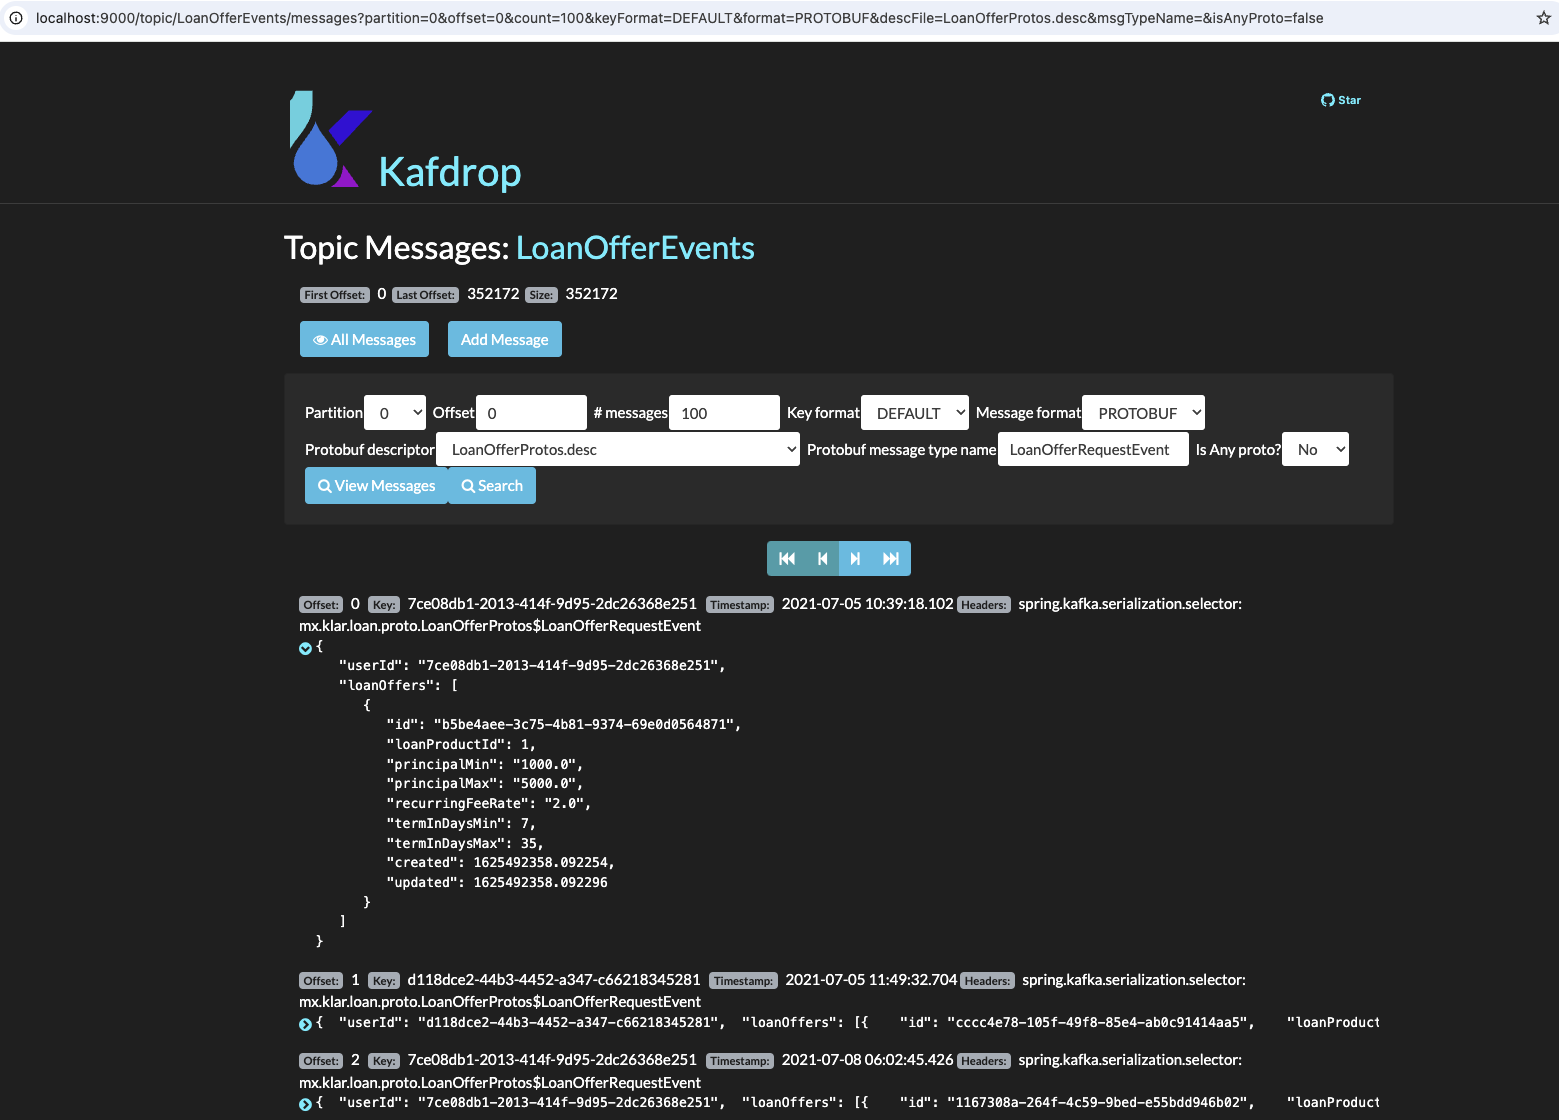 localhost:9000/topic/LoanOfferEvents/messages?partition=0&offset=0&count=100&keyFormat=DEFAULT&format=PROTOBUF&descFile=LoanOfferProtos.desc&msgTypeName=&isAnyProto=false
Star
Kafdrop
Topic Messages: LoanOfferEvents
First Offset: 0 Last Offset: 352172 Size: 352172
All Messages Add Message
Partition 0 Offset 0 # messages 100 Key format DEFAULT Message format PROTOBUF
Protobuf descriptor LoanOfferProtos.desc Protobuf message type name LoanOfferRequestEvent Is Any proto? No
View Messages Search
Offset: 0 Key: 7ce08db1-2013-414f-9d95-2dc26368e251 Timestamp: 2021-07-05 10:39:18.102 Headers: spring.kafka.serialization.selector:
mx.klar.loan.proto.LoanOfferProtos$LoanOfferRequestEvent
{
"userId": "7ce08db1-2013-414f-9d95-2dc26368e251",
"loanOffers": [
{
"id": "b5be4aee-3c75-4b81-9374-69e0d0564871",
"loanProductId": 1,
"principalMin": "1000.0",
"principalMax": "5000.0",
"recurringFeeRate": "2.0",
"termInDaysMin": 7,
"termInDaysMax": 35,
"created": 1625492358.092254,
"updated": 1625492358.092296
}
]
}
Offset: 1 Key: d118dce2-44b3-4452-a347-c66218345281 Timestamp: 2021-07-05 11:49:32.704 Headers: spring.kafka.serialization.selector:
mx.klar.loan.proto.LoanOfferProtos$LoanOfferRequestEvent
{ "userId": "d118dce2-44b3-4452-a347-c66218345281", "loanOffers": [{ "id": "cccc4e78-105f-49f8-85e4-ab0c91414aa5", "loanProduct
Offset: 2 Key: 7ce08db1-2013-414f-9d95-2dc26368e251 Timestamp: 2021-07-08 06:02:45.426 Headers: spring.kafka.serialization.selector:
mx.klar.loan.proto.LoanOfferProtos$LoanOfferRequestEvent
{ "userId": "7ce08db1-2013-414f-9d95-2dc26368e251", "loanOffers": [{ "id": "1167308a-264f-4c59-9bed-e55bdd946b02", "loanProduct